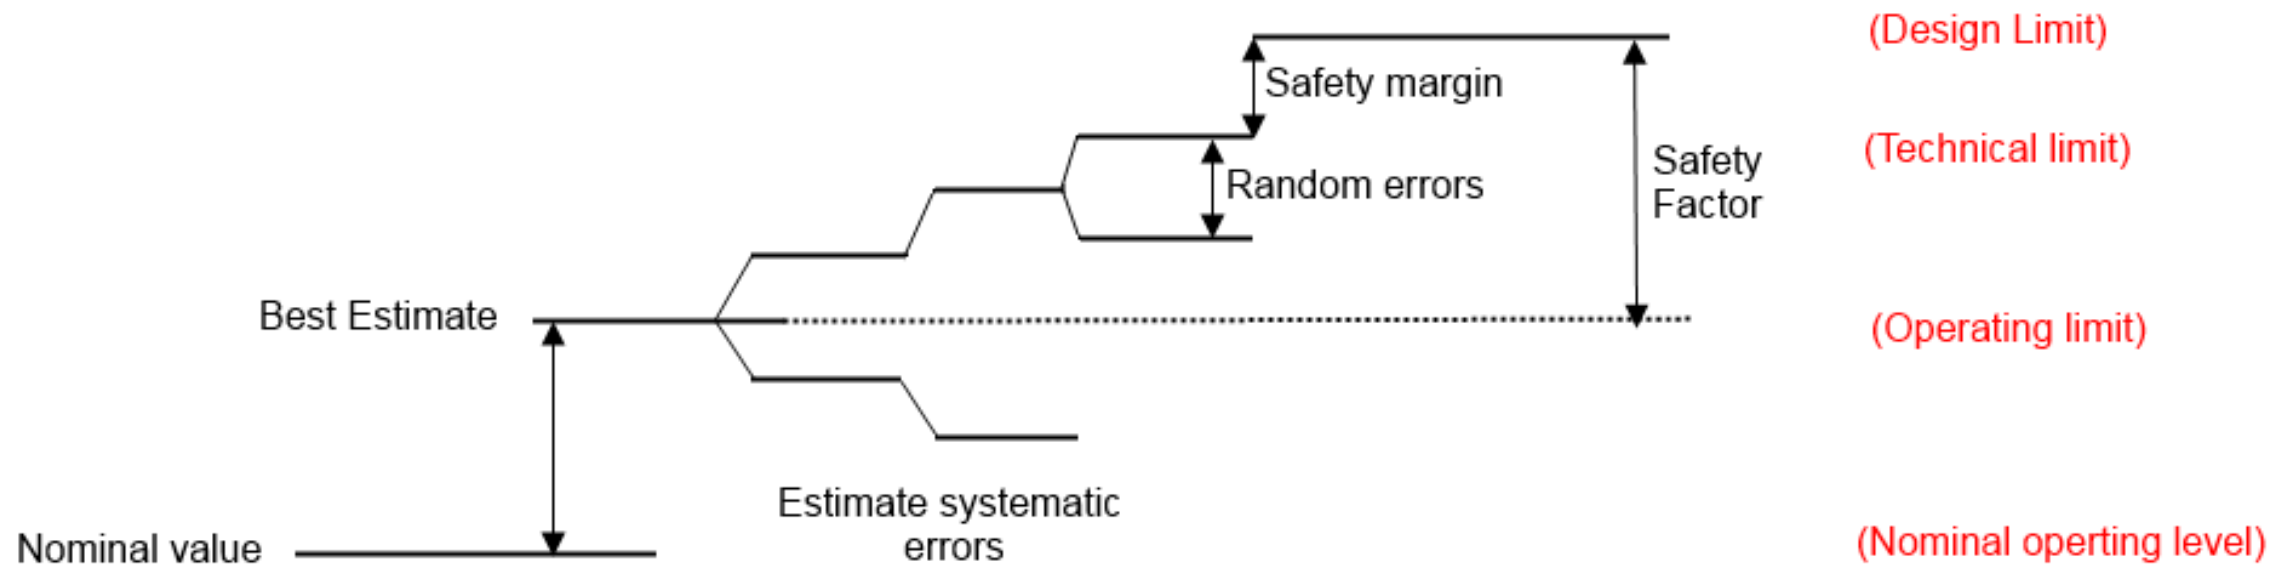 (Design Limit)
Safety margin
(Technical limit)
Safety
Factor
Random errors
Best Estimate
(Operating limit)
Estimate systematic
errors
Nominal value
(Nominal operting level)